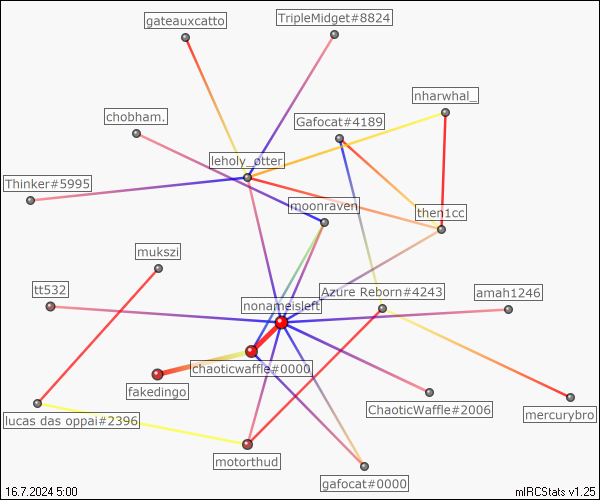 gateauxcatto
TripleMidget#8824
nharwhal_
chobham.
Gafocat#4189
leholy_otter
Thinker#5995
moonraven
then1cc
mukszi
tt532
Azure Reborn#4243
amah1246
nonameisleft
chaoticwaffle#0000
fakedingo
ChaoticWaffle#2006
mercurybro
lucas das oppai#2396
motorthud
gafocat#0000
16.7.2024 5:00
mIRCStats v1.25